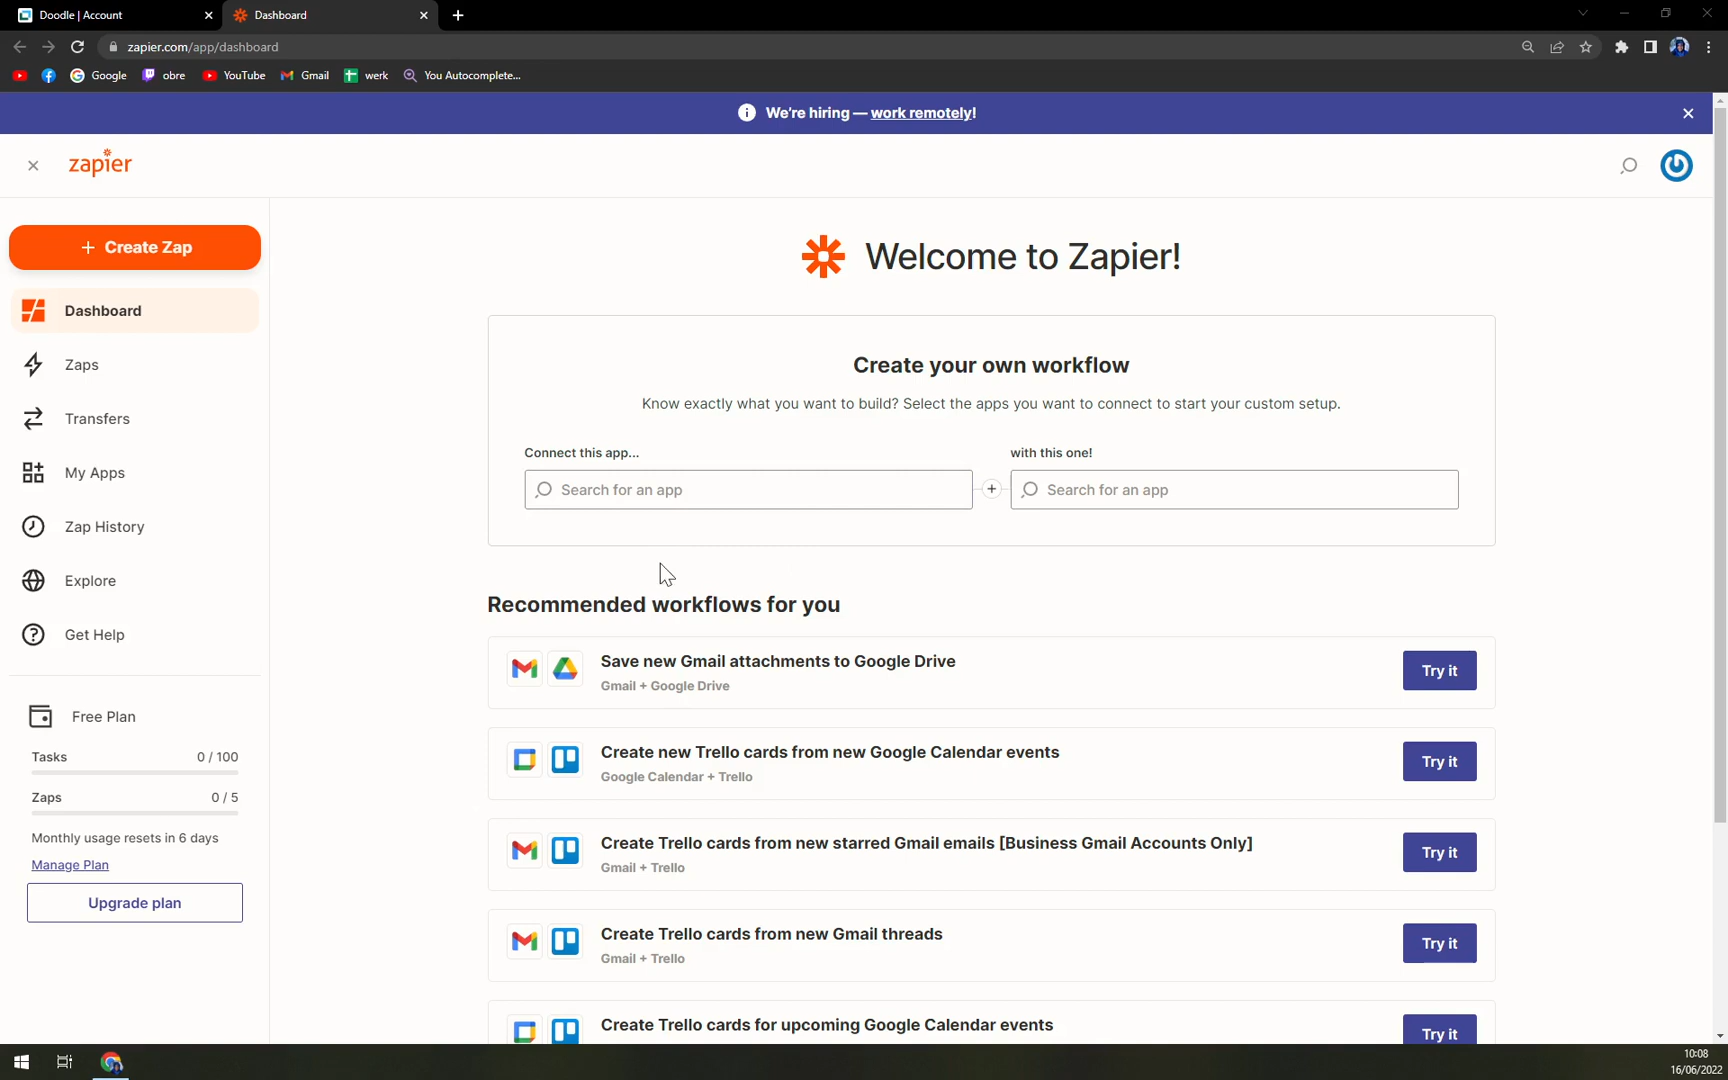 Doodle | Account
Dashboard
zapier.com/app/dashboard
Google
obre
YouTube
Gmail
werk
You Autocomplete...
We're hiring — work remotely!
zapier
+ Create Zap
Dashboard
Zaps
Transfers
My Apps
Zap History
Explore
Get Help
Free Plan
Tasks 0 / 100
Zaps 0 / 5
Monthly usage resets in 6 days
Manage Plan
Upgrade plan
Welcome to Zapier!
Create your own workflow
Know exactly what you want to build? Select the apps you want to connect to start your custom setup.
Connect this app... with this one!
Search for an app + Search for an app
Recommended workflows for you
Save new Gmail attachments to Google Drive
Gmail + Google Drive
Try it
Create new Trello cards from new Google Calendar events
Google Calendar + Trello
Try it
Create Trello cards from new starred Gmail emails [Business Gmail Accounts Only]
Gmail + Trello
Try it
Create Trello cards from new Gmail threads
Gmail + Trello
Try it
Create Trello cards for upcoming Google Calendar events
Try it
10:08
16/06/2022